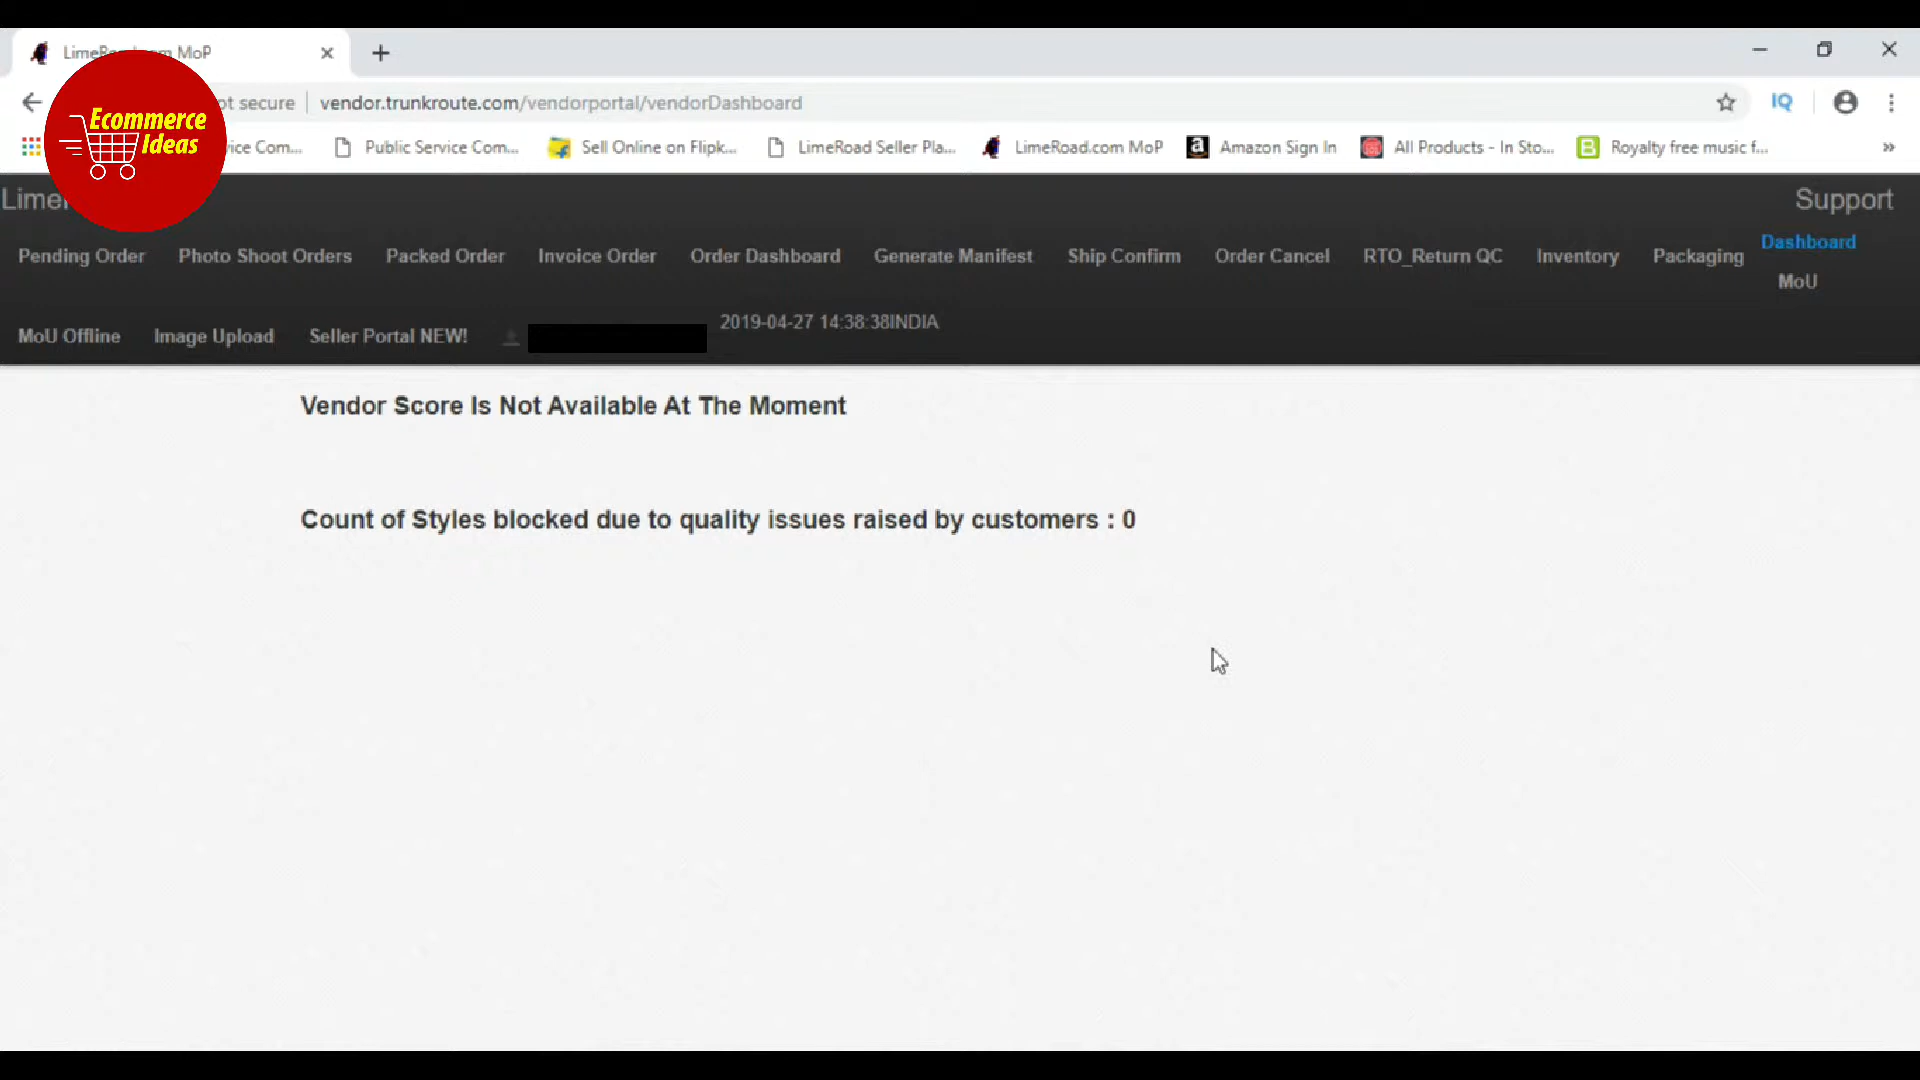 LimeRoad.com MoP
Ecommerce
Ideas
ot secure
vendor.trunkroute.com/vendorportal/vendorDashboard
IQ
vice Com...
Public Service Com...
Sell Online on Flipk...
LimeRoad Seller Pla...
LimeRoad.com MoP
Amazon Sign In
All Products - In Sto...
Royalty free music f...
»
Lime
Support
Pending Order
Photo Shoot Orders
Packed Order
Invoice Order
Order Dashboard
Generate Manifest
Ship Confirm
Order Cancel
RTO_Return QC
Inventory
Packaging
Dashboard
MoU
MoU Offline
Image Upload
Seller Portal NEW!
2019-04-27 14:38:38INDIA
Vendor Score Is Not Available At The Moment
Count of Styles blocked due to quality issues raised by customers : 0